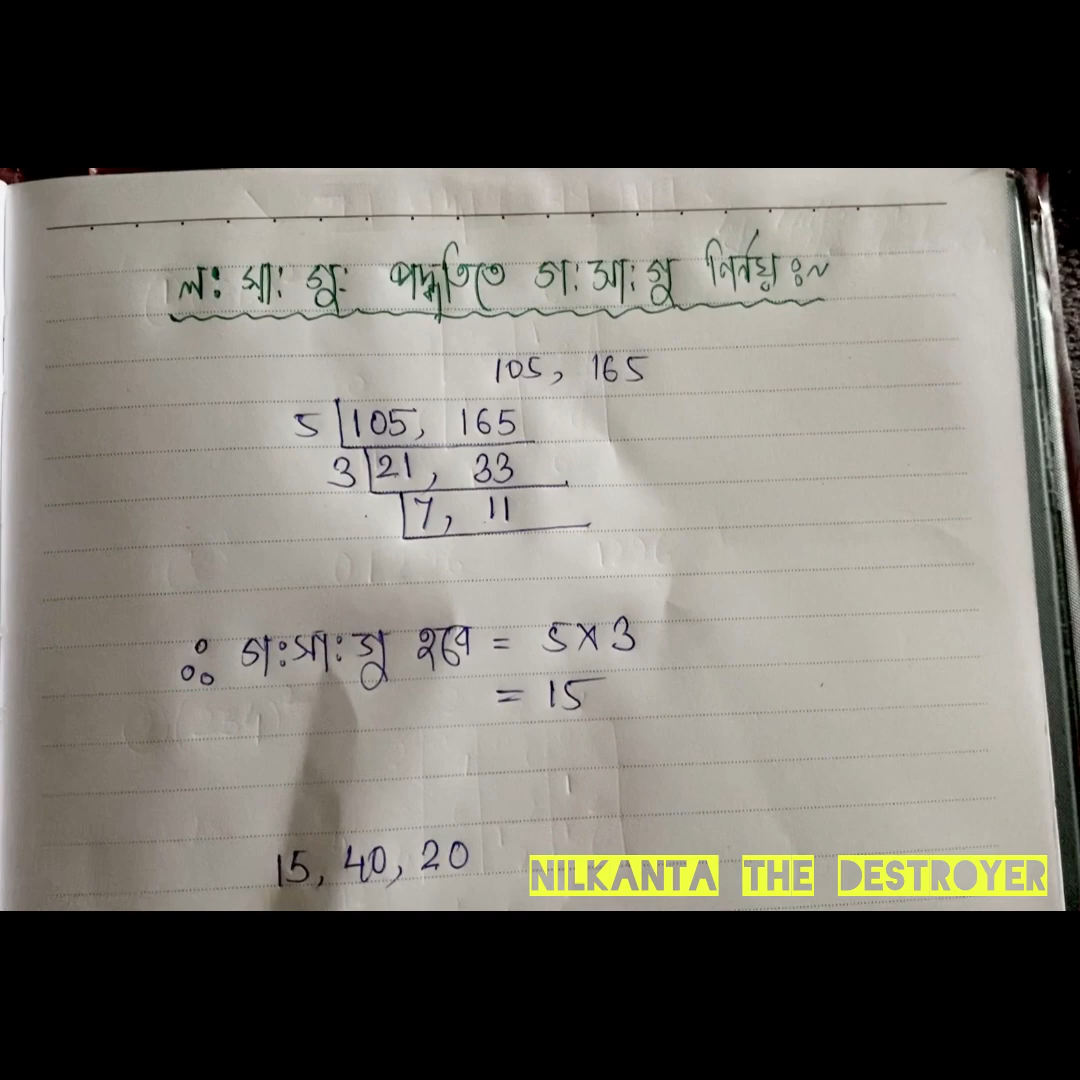 ল: সা: গু: পদ্ধতিতে গ: সা: গু নির্ণয় :~
105, 165
5 105, 165
3 21, 33
7, 11
∴ গ:সা:গু হবে = 5 × 3
= 15
15, 40, 20
NILKANTA THE DESTROYER